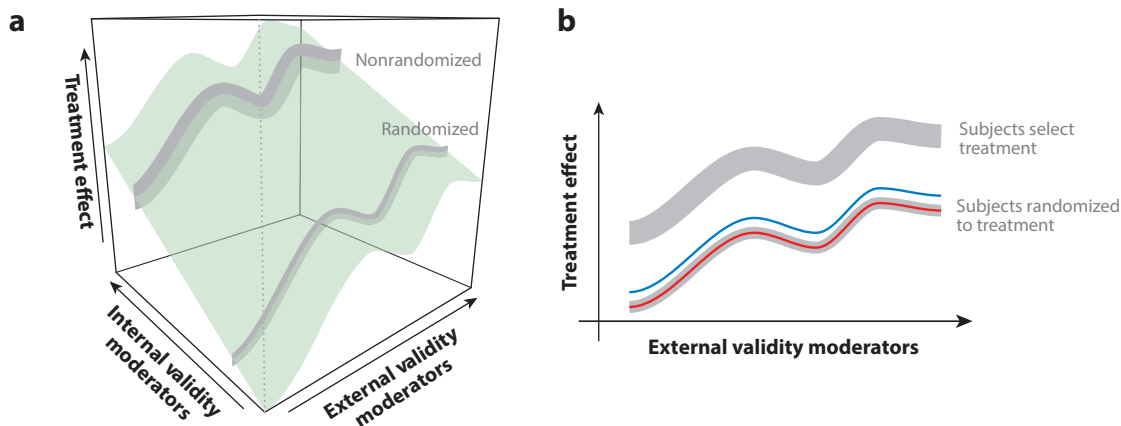 a
Treatment effect
Nonrandomized
Randomized
Internal validity
moderators
External validity
moderators
b
Treatment effect
Subjects select
treatment
Subjects randomized
to treatment
External validity moderators